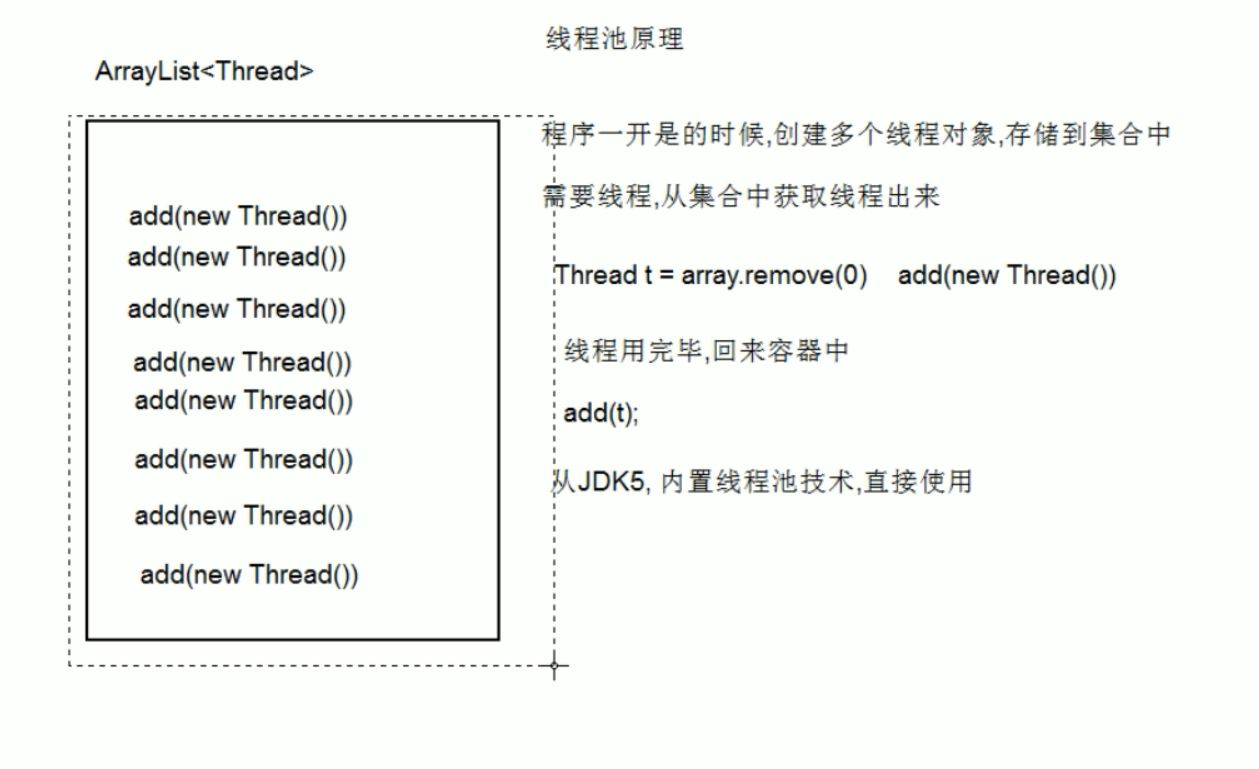 线程池原理
ArrayList<Thread>
add(new Thread())
add(new Thread())
add(new Thread())
add(new Thread())
add(new Thread())
add(new Thread())
add(new Thread())
add(new Thread())
程序一开是的时候,创建多个线程对象,存储到集合中
需要线程,从集合中获取线程出来
Thread t = array.remove(0) add(new Thread())
线程用完毕,回来容器中
add(t);
从JDK5, 内置线程池技术,直接使用